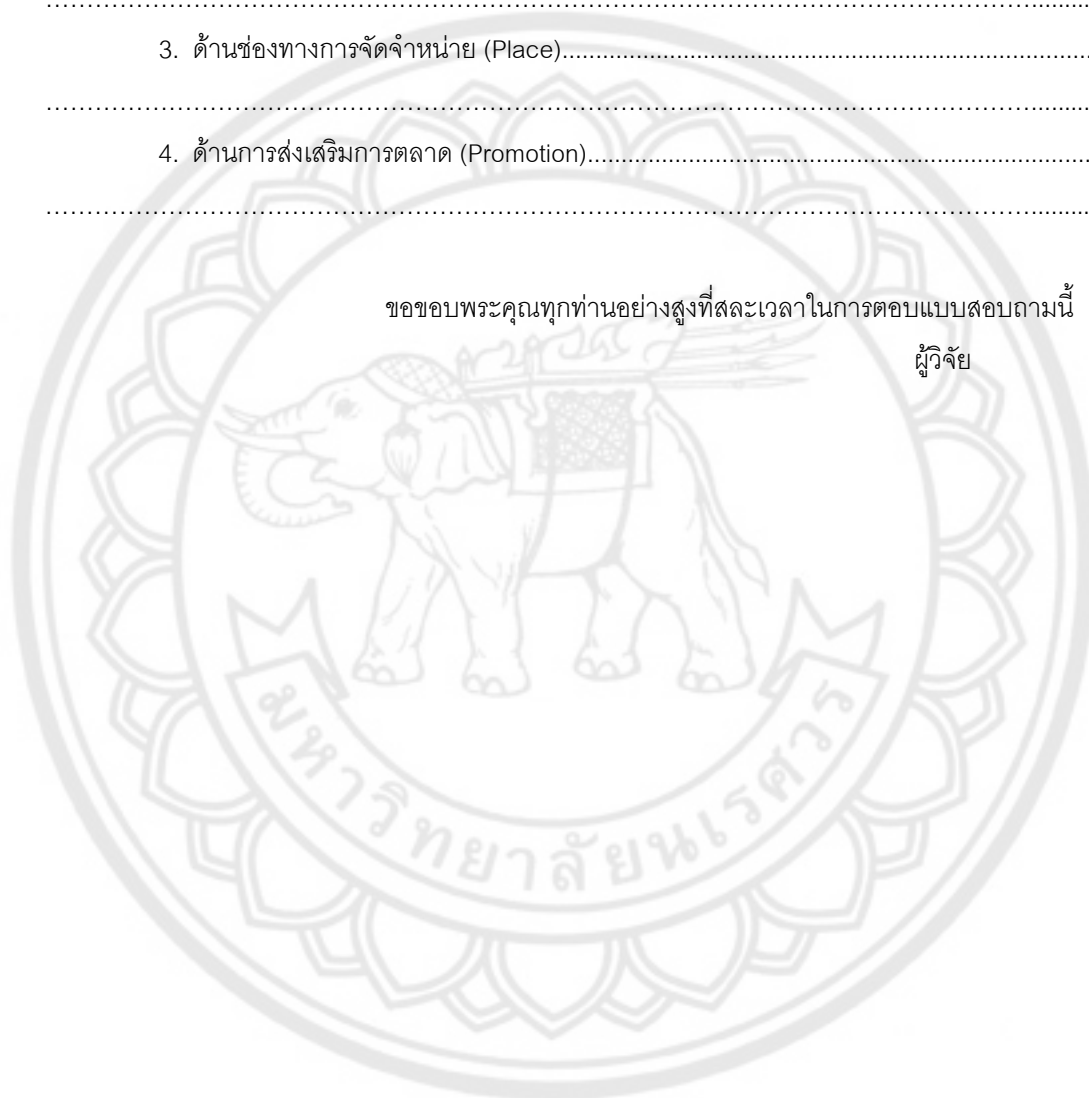 ………………………………………………………………………………………………………………
3. ด้านช่องทางการจัดจำหน่าย (Place)................................................................................
………………………………………………………………………………………………………………
4. ด้านการส่งเสริมการตลาด (Promotion)............................................................................
………………………………………………………………………………………………………………
ขอขอบพระคุณทุกท่านอย่างสูงที่สละเวลาในการตอบแบบสอบถามนี้
ผู้วิจัย
มหาวิทยาลัยนเรศวร